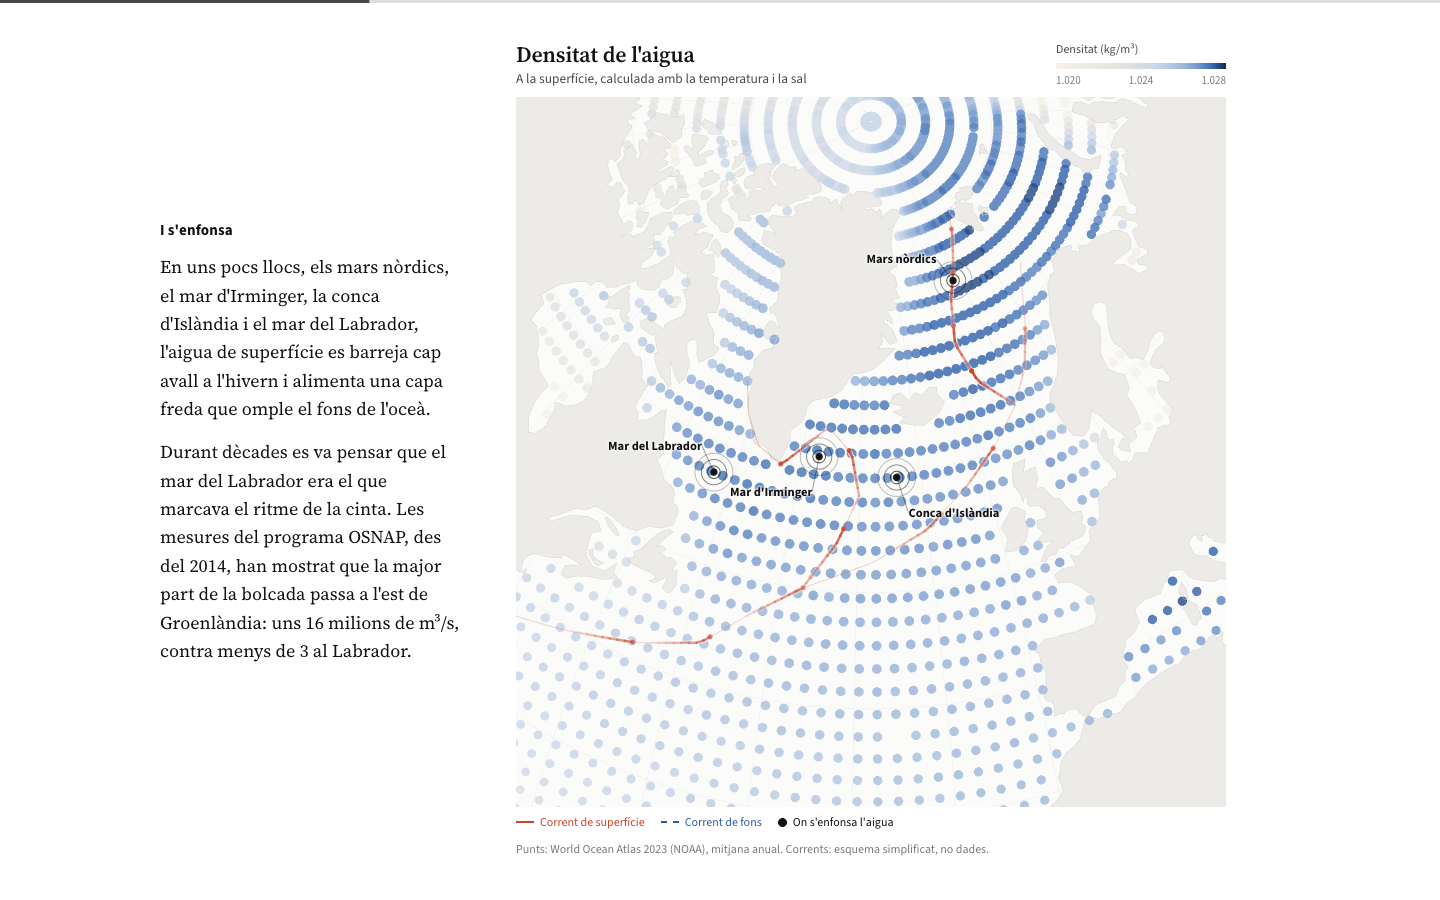 Densitat de l'aigua
A la superfície, calculada amb la temperatura i la sal
Densitat (kg/m³)
1.020 1.024 1.028
I s'enfonsa
En uns pocs llocs, els mars nòrdics,
el mar d'Irminger, la conca
d'Islàndia i el mar del Labrador,
l'aigua de superfície es barreja cap
avall a l'hivern i alimenta una capa
freda que omple el fons de l'oceà.
Durant dècades es va pensar que el
mar del Labrador era el que
marcava el ritme de la cinta. Les
mesures del programa OSNAP, des
del 2014, han mostrat que la major
part de la bolcada passa a l'est de
Groenlàndia: uns 16 milions de m³/s,
contra menys de 3 al Labrador.
Mars nòrdics
Mar del Labrador
Mar d'Irminger
Conca d'Islàndia
Corrent de superfície
Corrent de fons
On s'enfonsa l'aigua
Punts: World Ocean Atlas 2023 (NOAA), mitjana anual. Corrents: esquema simplificat, no dades.